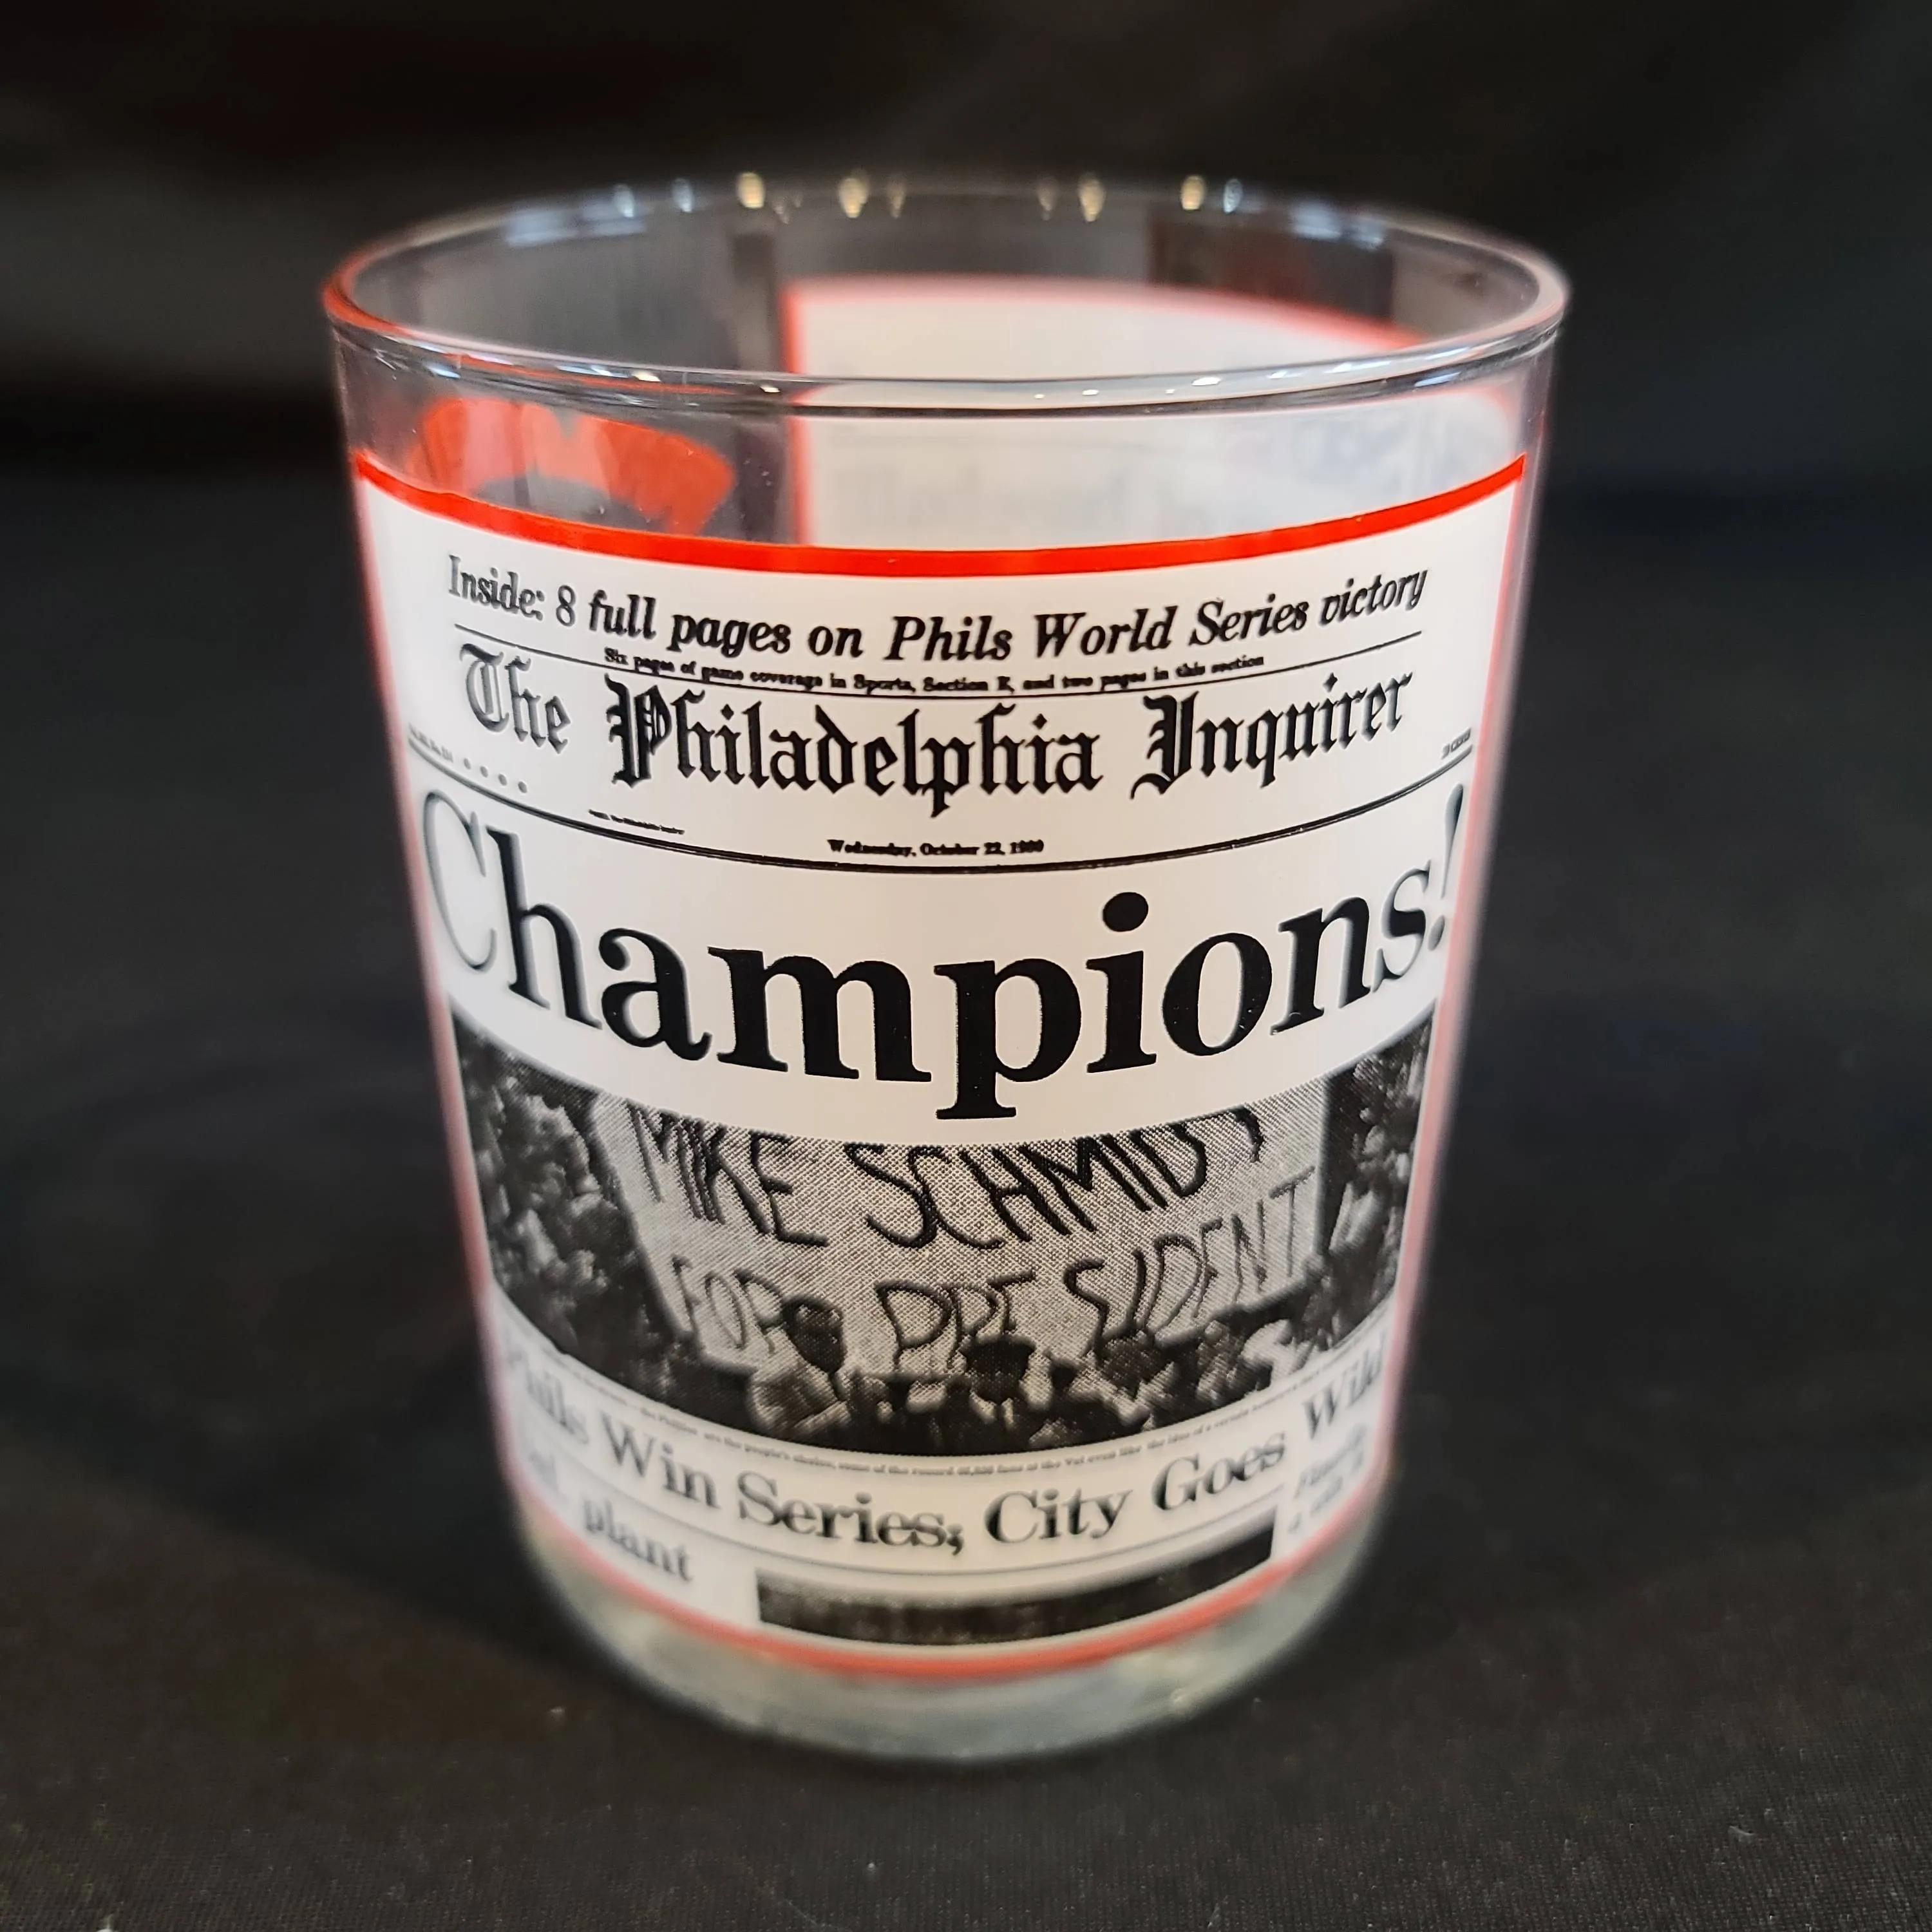 Inside: 8 full pages on Phils World Series victory
Six pages of game coverage in Sports, Section E, and two pages in this section
The Philadelphia Inquirer
Wednesday, October 22, 1980
Champions!
MIKE SCHMIDT
FOR PRESIDENT
Phils Win Series; City Goes Wild
plant